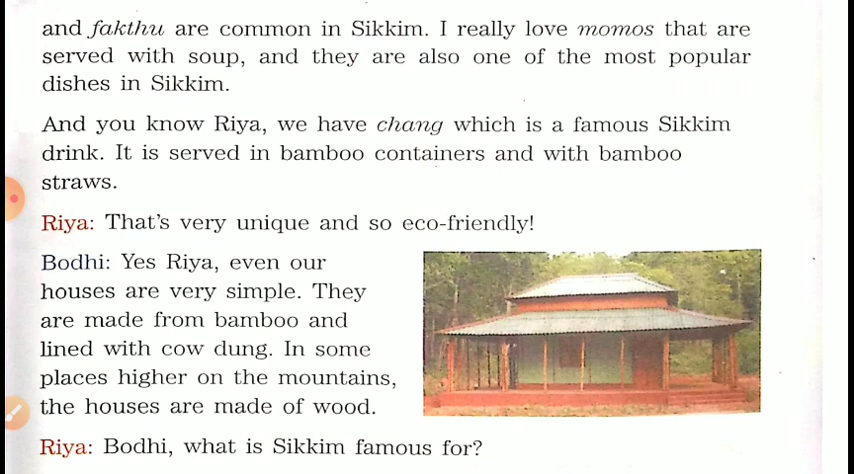 and fakthu are common in Sikkim. I really love momos that are
served with soup, and they are also one of the most popular
dishes in Sikkim.
And you know Riya, we have chang which is a famous Sikkim
drink. It is served in bamboo containers and with bamboo
straws.
Riya: That's very unique and so eco-friendly!
Bodhi: Yes Riya, even our
houses are very simple. They
are made from bamboo and
lined with cow dung. In some
places higher on the mountains,
the houses are made of wood.
Riya: Bodhi, what is Sikkim famous for?